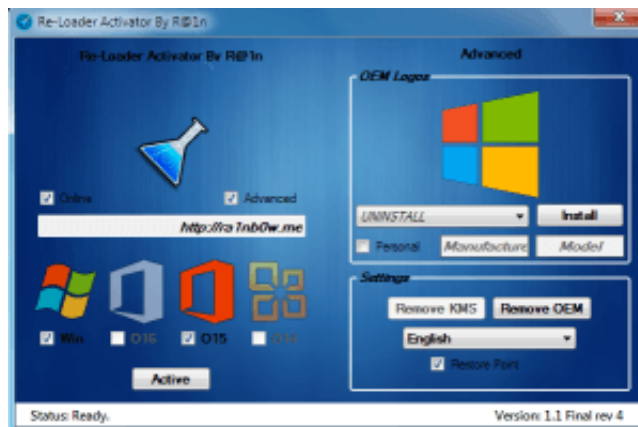 Re-Loader Activator By R@1n
Re-Loader Activator By R@1n
Online
Advanced
http://ra1nb0w.me
Win
O16
O15
O14
Active
Advanced
OEM Logos
UNINSTALL
Install
Personal
Manufacture
Model
Settings
Remove KMS
Remove OEM
English
Restore Point
Status: Ready.
Version: 1.1 Final rev 4